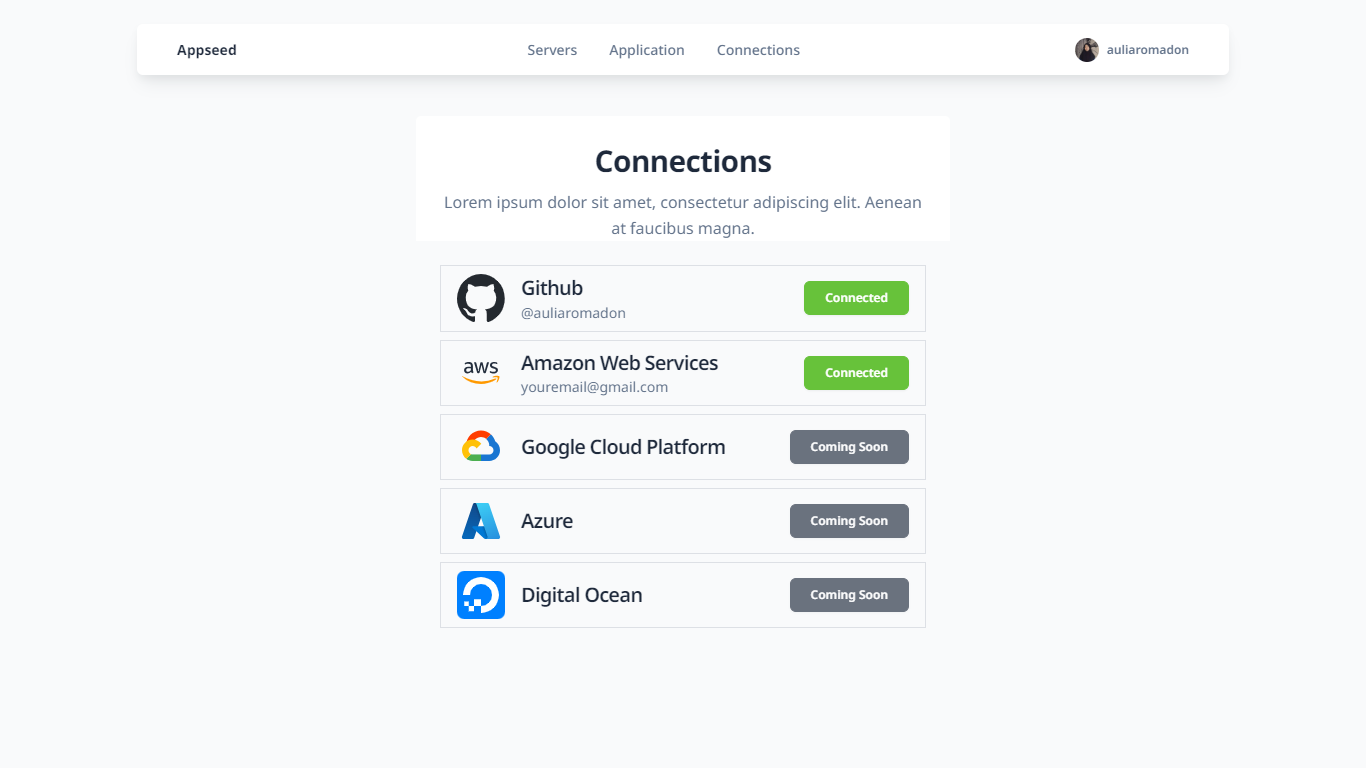 Appseed
Servers
Application
Connections
auliaromadon
Connections
Lorem ipsum dolor sit amet, consectetur adipiscing elit. Aenean
at faucibus magna.
Github
@auliaromadon
Connected
aws
Amazon Web Services
youremail@gmail.com
Connected
Google Cloud Platform
Coming Soon
Azure
Coming Soon
Digital Ocean
Coming Soon